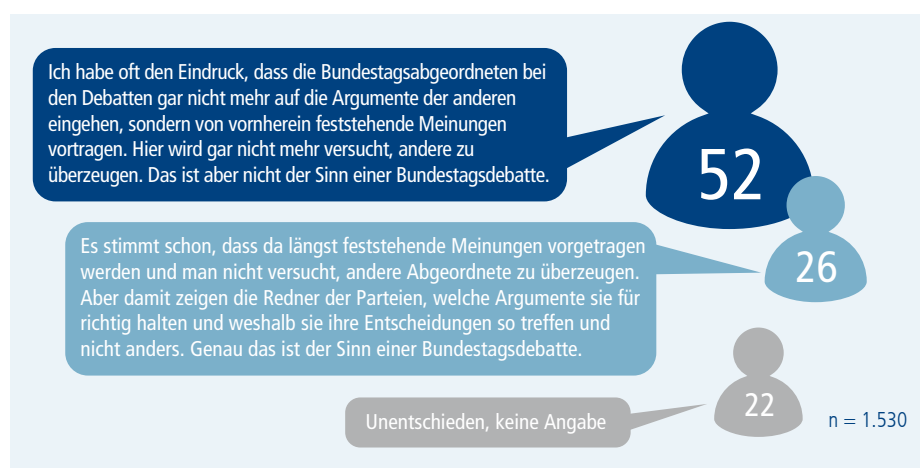 Ich habe oft den Eindruck, dass die Bundestagsabgeordneten bei
den Debatten gar nicht mehr auf die Argumente der anderen
eingehen, sondern von vornherein feststehende Meinungen
vortragen. Hier wird gar nicht mehr versucht, andere zu
überzeugen. Das ist aber nicht der Sinn einer Bundestagsdebatte.
52
Es stimmt schon, dass da längst feststehende Meinungen vorgetragen
werden und man nicht versucht, andere Abgeordnete zu überzeugen.
Aber damit zeigen die Redner der Parteien, welche Argumente sie für
richtig halten und weshalb sie ihre Entscheidungen so treffen und
nicht anders. Genau das ist der Sinn einer Bundestagsdebatte.
26
Unentschieden, keine Angabe
22
n = 1.530